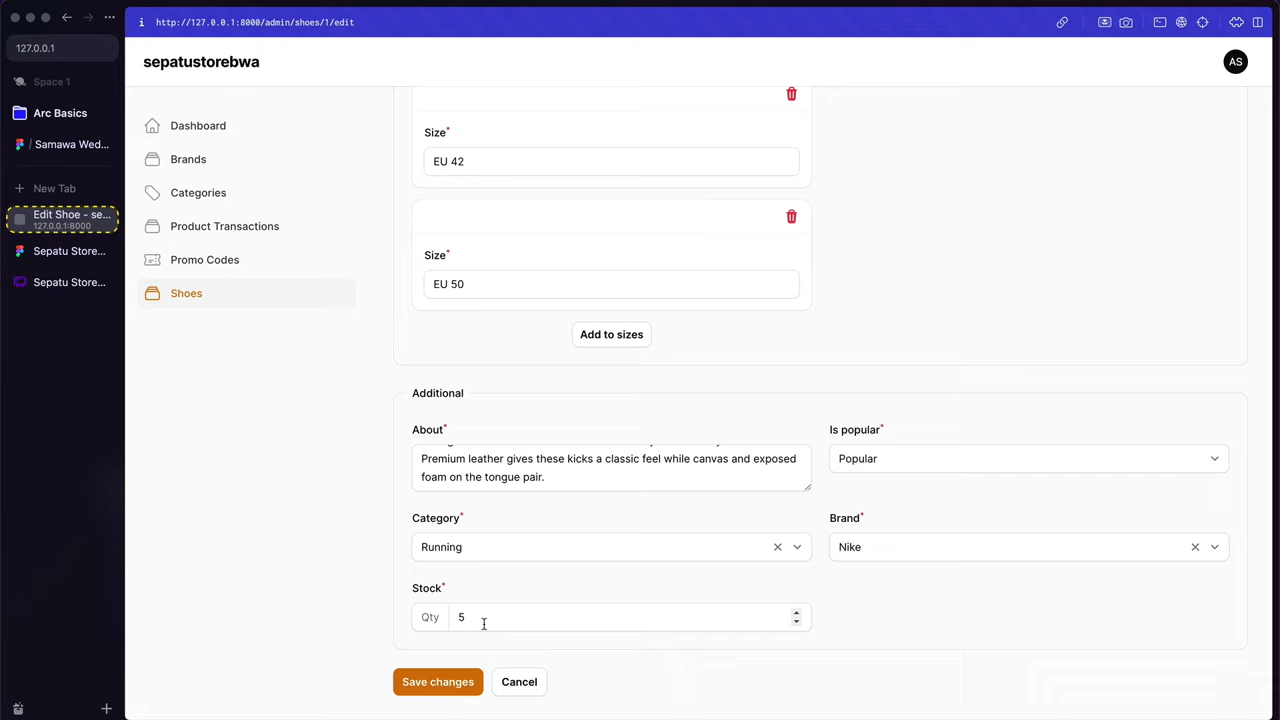 http://127.0.0.1:8000/admin/shoes/1/edit
127.0.0.1
Space 1
Arc Basics
/ Samawa Wed...
New Tab
Edit Shoe - se...
127.0.0.1:8000
Sepatu Store...
Sepatu Store...
sepatustorebwa
AS
Dashboard
Brands
Categories
Product Transactions
Promo Codes
Shoes
Size*
EU 42
Size*
EU 50
Add to sizes
Additional
About*
Premium leather gives these kicks a classic feel while canvas and exposed
foam on the tongue pair.
Is popular*
Popular
Category*
Running
Brand*
Nike
Stock*
Qty 5
Save changes
Cancel